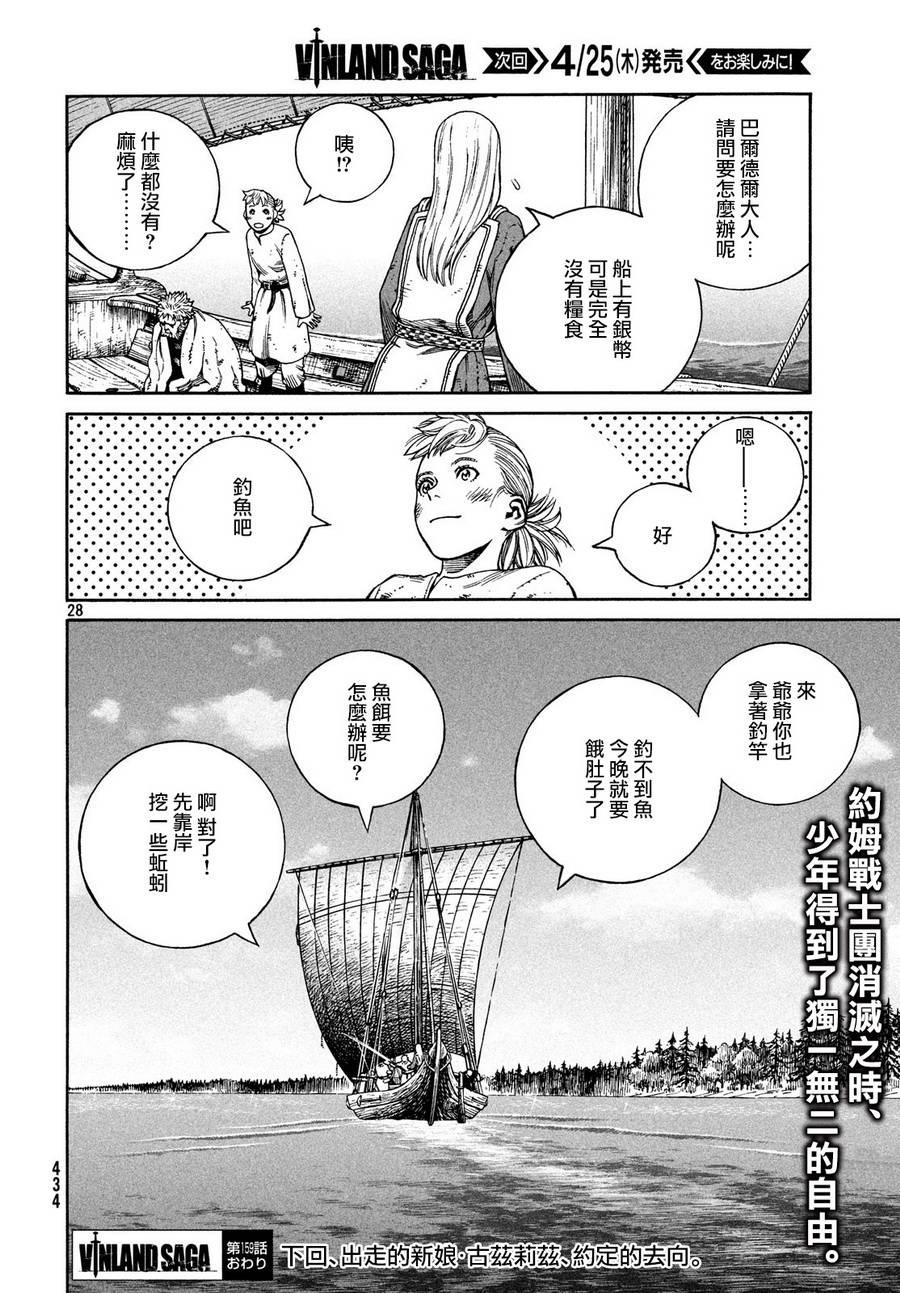 VINLAND SAGA
次回
4/25(木)発売
をお楽しみに!
巴爾德爾大人…
請問要怎麼辦呢
船上有銀幣
可是完全
沒有糧食
咦
!?
什麼都沒有?
麻煩了………
嗯——……
好
釣魚吧
28
來
爺爺你也
拿著釣竿
釣不到魚
今晚就要
餓肚子了
魚餌要
怎麼辦呢?
啊 對了!
先靠岸
挖一些蚯蚓
約姆戰士團消滅之時、
少年得到了獨一無二的自由。
434
VINLAND SAGA
第159話
おわり
下回、出走的新娘·古茲莉茲、約定的去向。